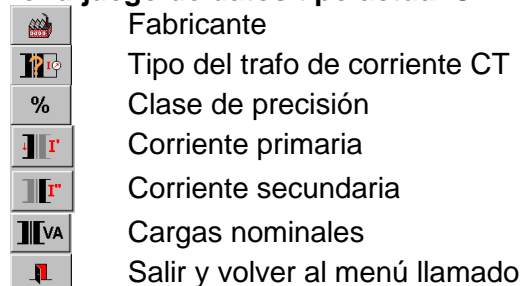 Fabricante
Tipo del trafo de corriente CT
% Clase de precisión
I' Corriente primaria
I" Corriente secundaria
VA Cargas nominales
Salir y volver al menú llamado